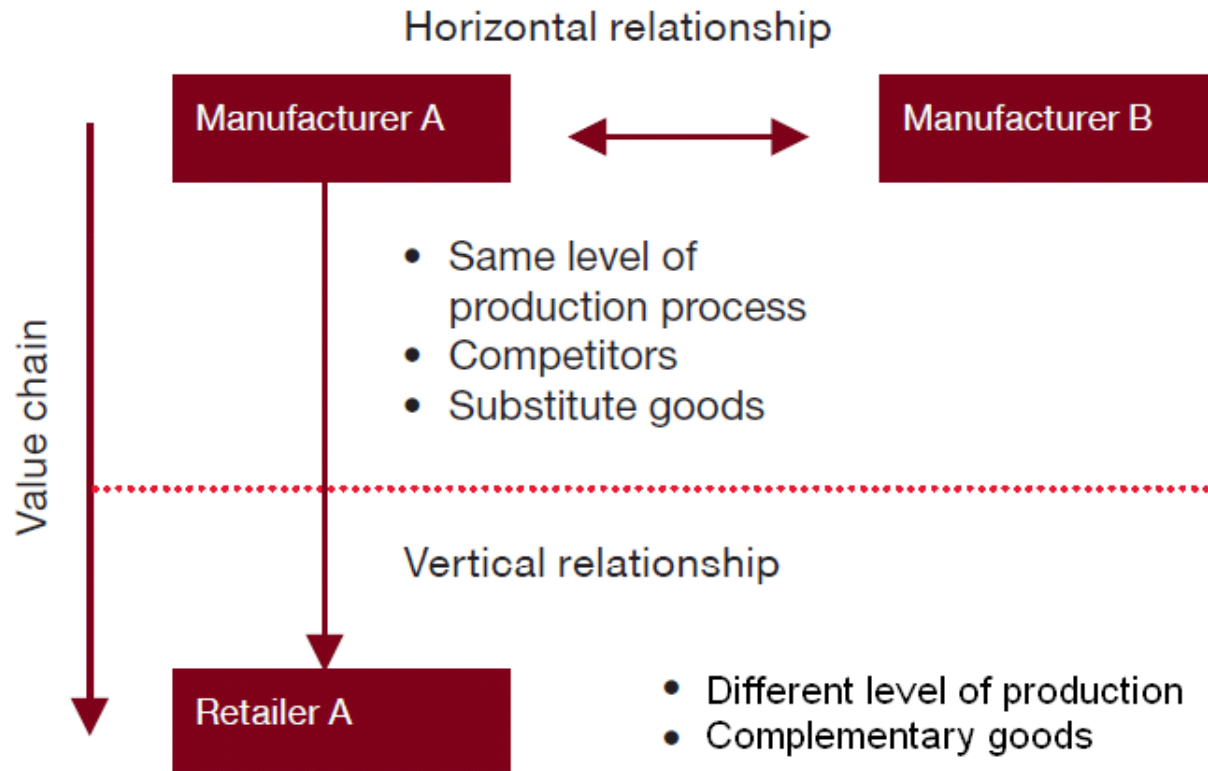 Horizontal relationship
Manufacturer A
Manufacturer B
• Same level of
production process
• Competitors
• Substitute goods
Value chain
Vertical relationship
Retailer A
• Different level of production
• Complementary goods